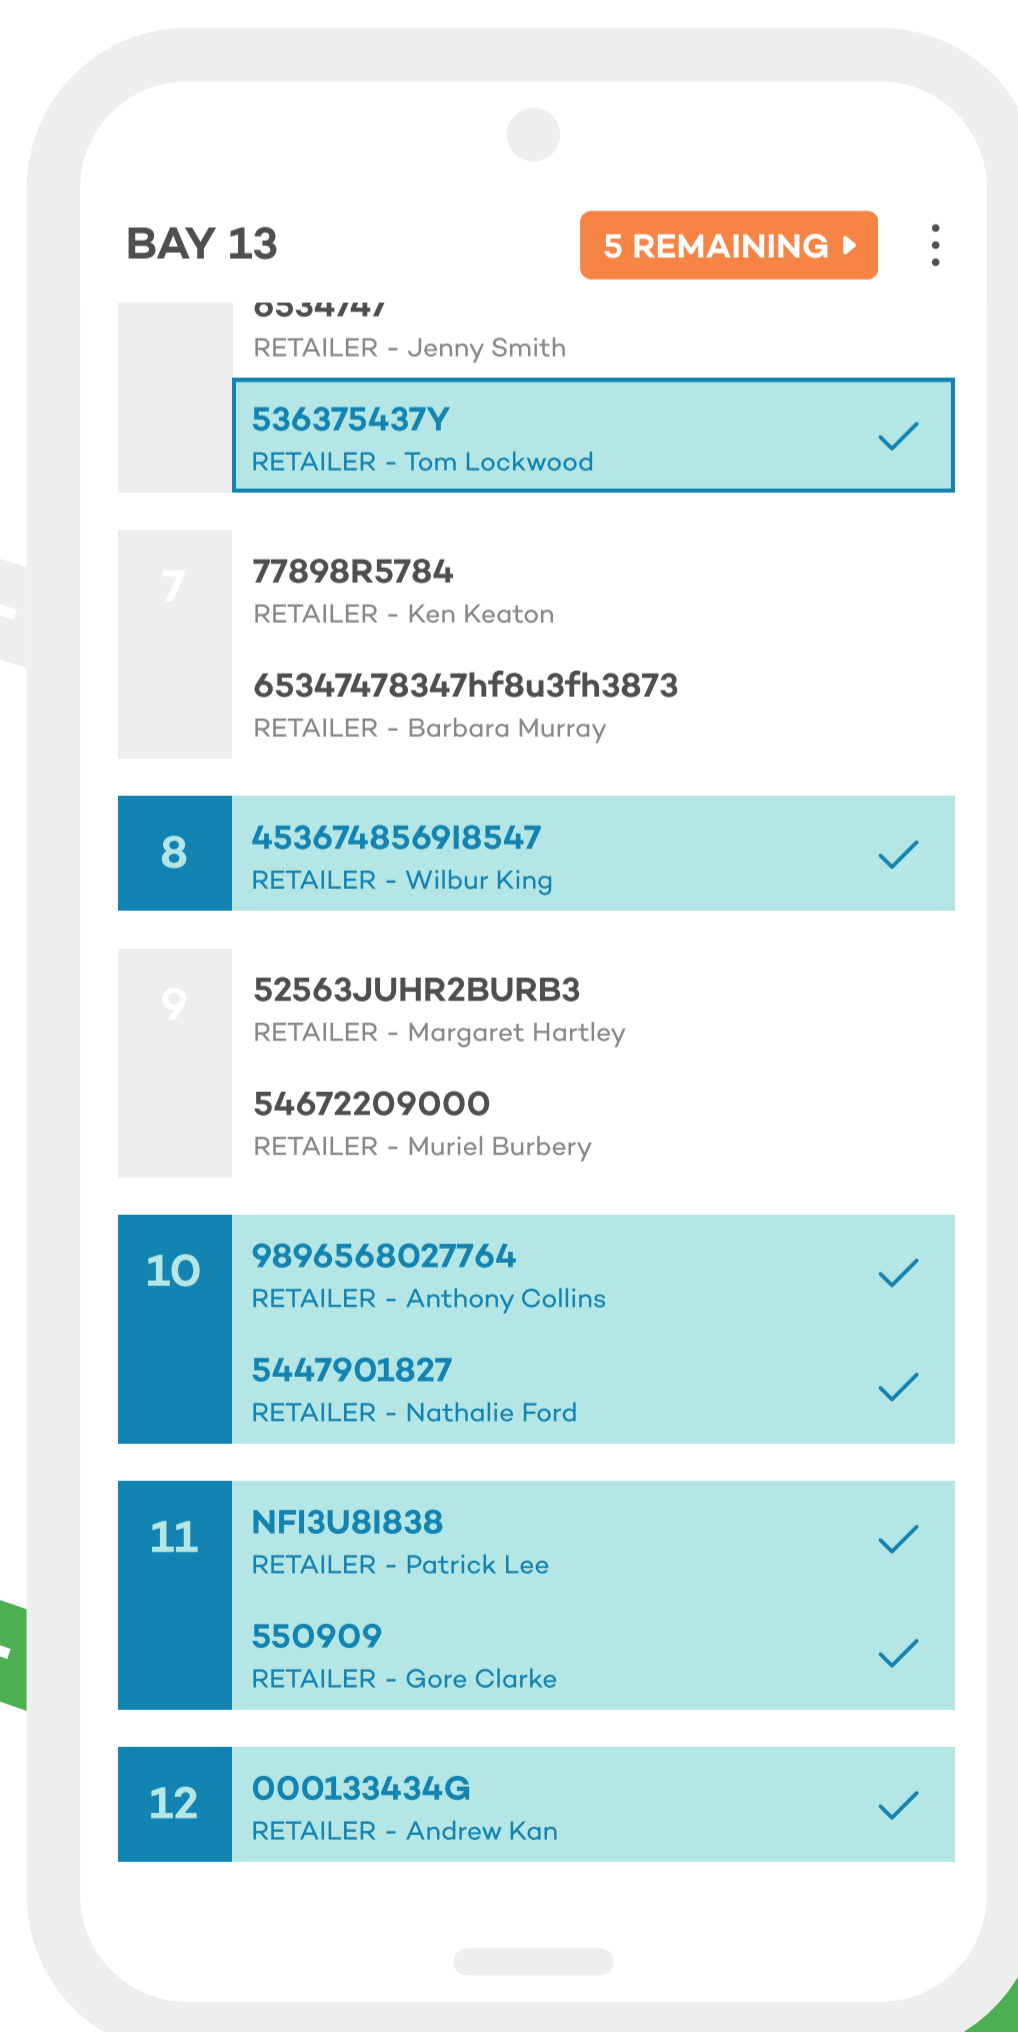 BAY 13
5 REMAINING
6534747
RETAILER - Jenny Smith
536375437Y
RETAILER - Tom Lockwood
7
77898R5784
RETAILER - Ken Keaton
65347478347hf8u3fh3873
RETAILER - Barbara Murray
8
4536748569I8547
RETAILER - Wilbur King
9
52563JUHR2BURB3
RETAILER - Margaret Hartley
54672209000
RETAILER - Muriel Burbery
10
9896568027764
RETAILER - Anthony Collins
5447901827
RETAILER - Nathalie Ford
11
NFI3U8I838
RETAILER - Patrick Lee
550909
RETAILER - Gore Clarke
12
000133434G
RETAILER - Andrew Kan